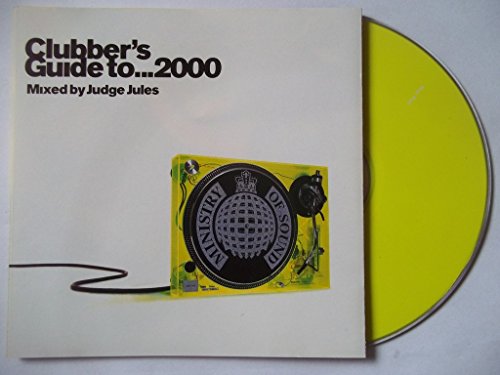 Clubber's
Guide to...2000
Mixed by Judge Jules
MINISTRY OF SOUND